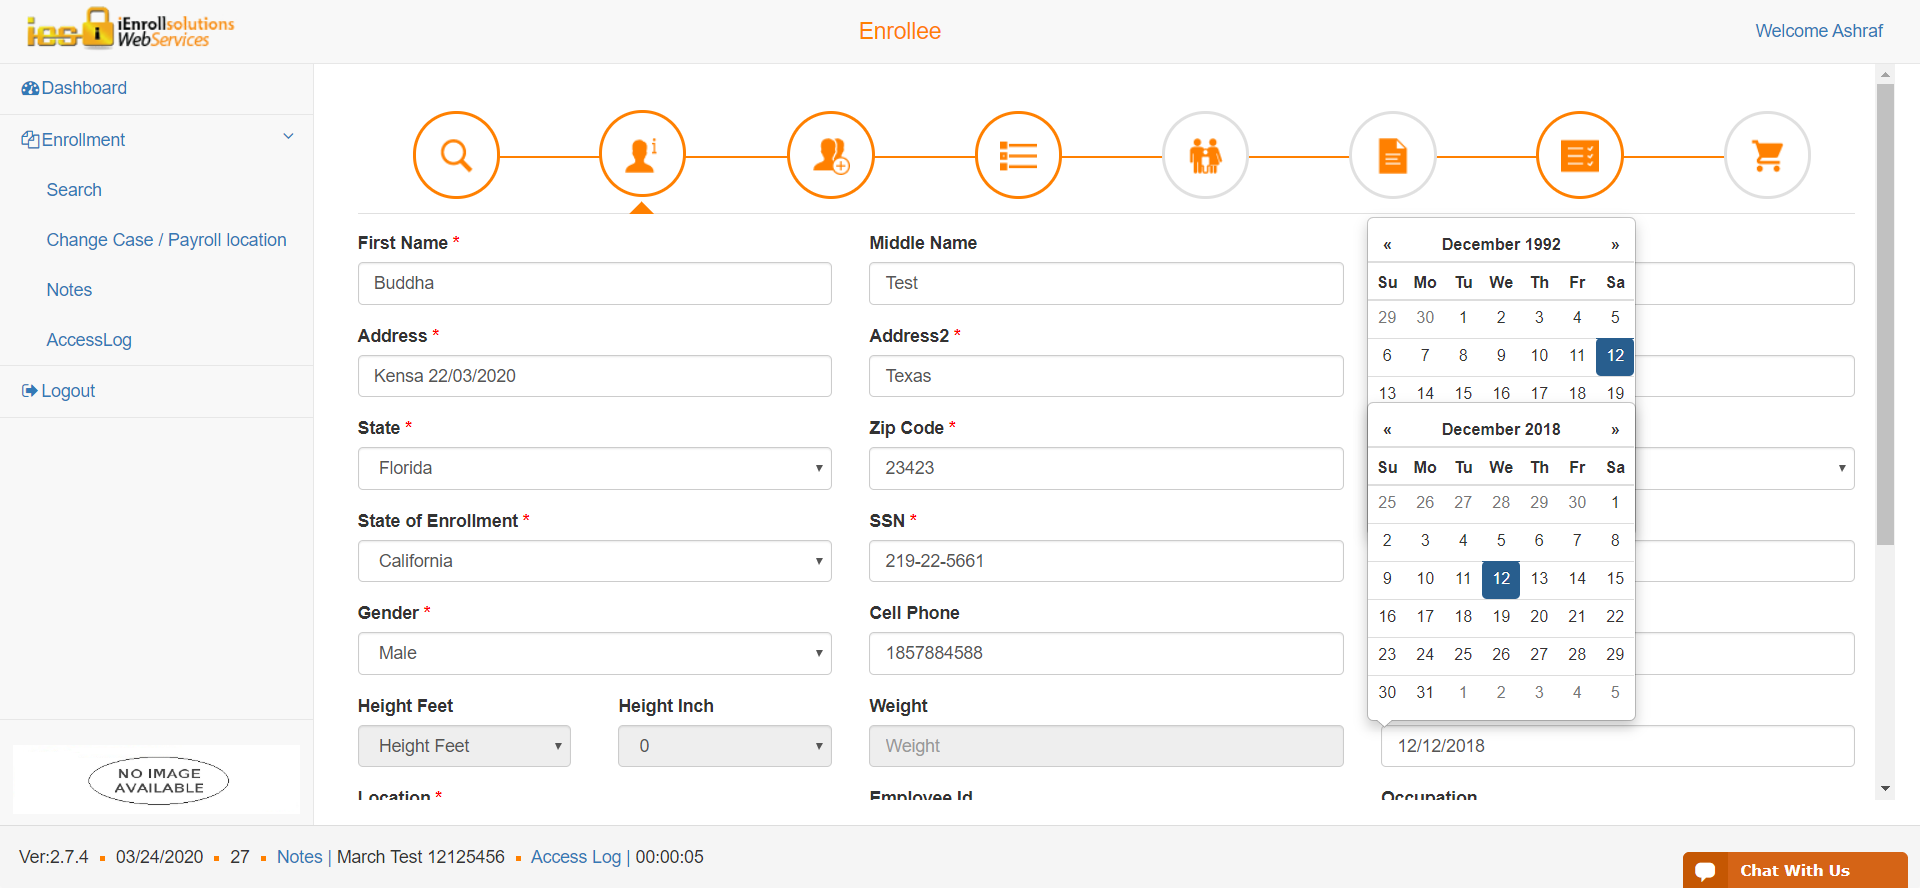 ies iEnrollsolutions
WebServices
Enrollee
Welcome Ashraf
Dashboard
Enrollment
Search
Change Case / Payroll location
Notes
AccessLog
Logout
NO IMAGE
AVAILABLE
First Name *
Middle Name
Buddha
Test
Address *
Address2 *
Kensa 22/03/2020
Texas
State *
Zip Code *
Florida
23423
State of Enrollment *
SSN *
California
219-22-5661
Gender *
Cell Phone
Male
1857884588
Height Feet
Height Inch
Weight
Height Feet
0
Weight
12/12/2018
Location *
Employee Id
Occupation
« December 1992 »
Su Mo Tu We Th Fr Sa
29 30 1 2 3 4 5
6 7 8 9 10 11 12
13 14 15 16 17 18 19
« December 2018 »
Su Mo Tu We Th Fr Sa
25 26 27 28 29 30 1
2 3 4 5 6 7 8
9 10 11 12 13 14 15
16 17 18 19 20 21 22
23 24 25 26 27 28 29
30 31 1 2 3 4 5
Ver:2.7.4 ▪ 03/24/2020 ▪ 27 ▪ Notes | March Test 12125456 ▪ Access Log | 00:00:05
Chat With Us